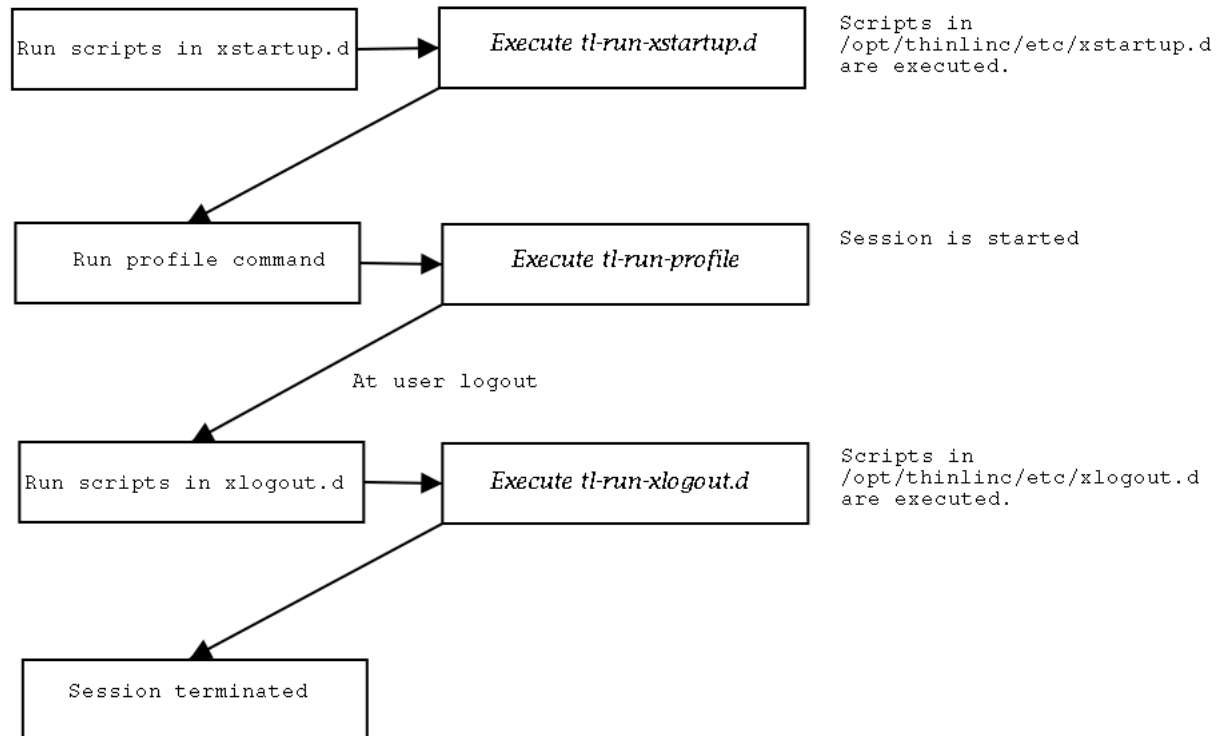 Run scripts in xstartup.d
Execute tl-run-xstartup.d
Scripts in
/opt/thinlinc/etc/xstartup.d
are executed.
Run profile command
Execute tl-run-profile
Session is started
At user logout
Run scripts in xlogout.d
Execute tl-run-xlogout.d
Scripts in
/opt/thinlinc/etc/xlogout.d
are executed.
Session terminated